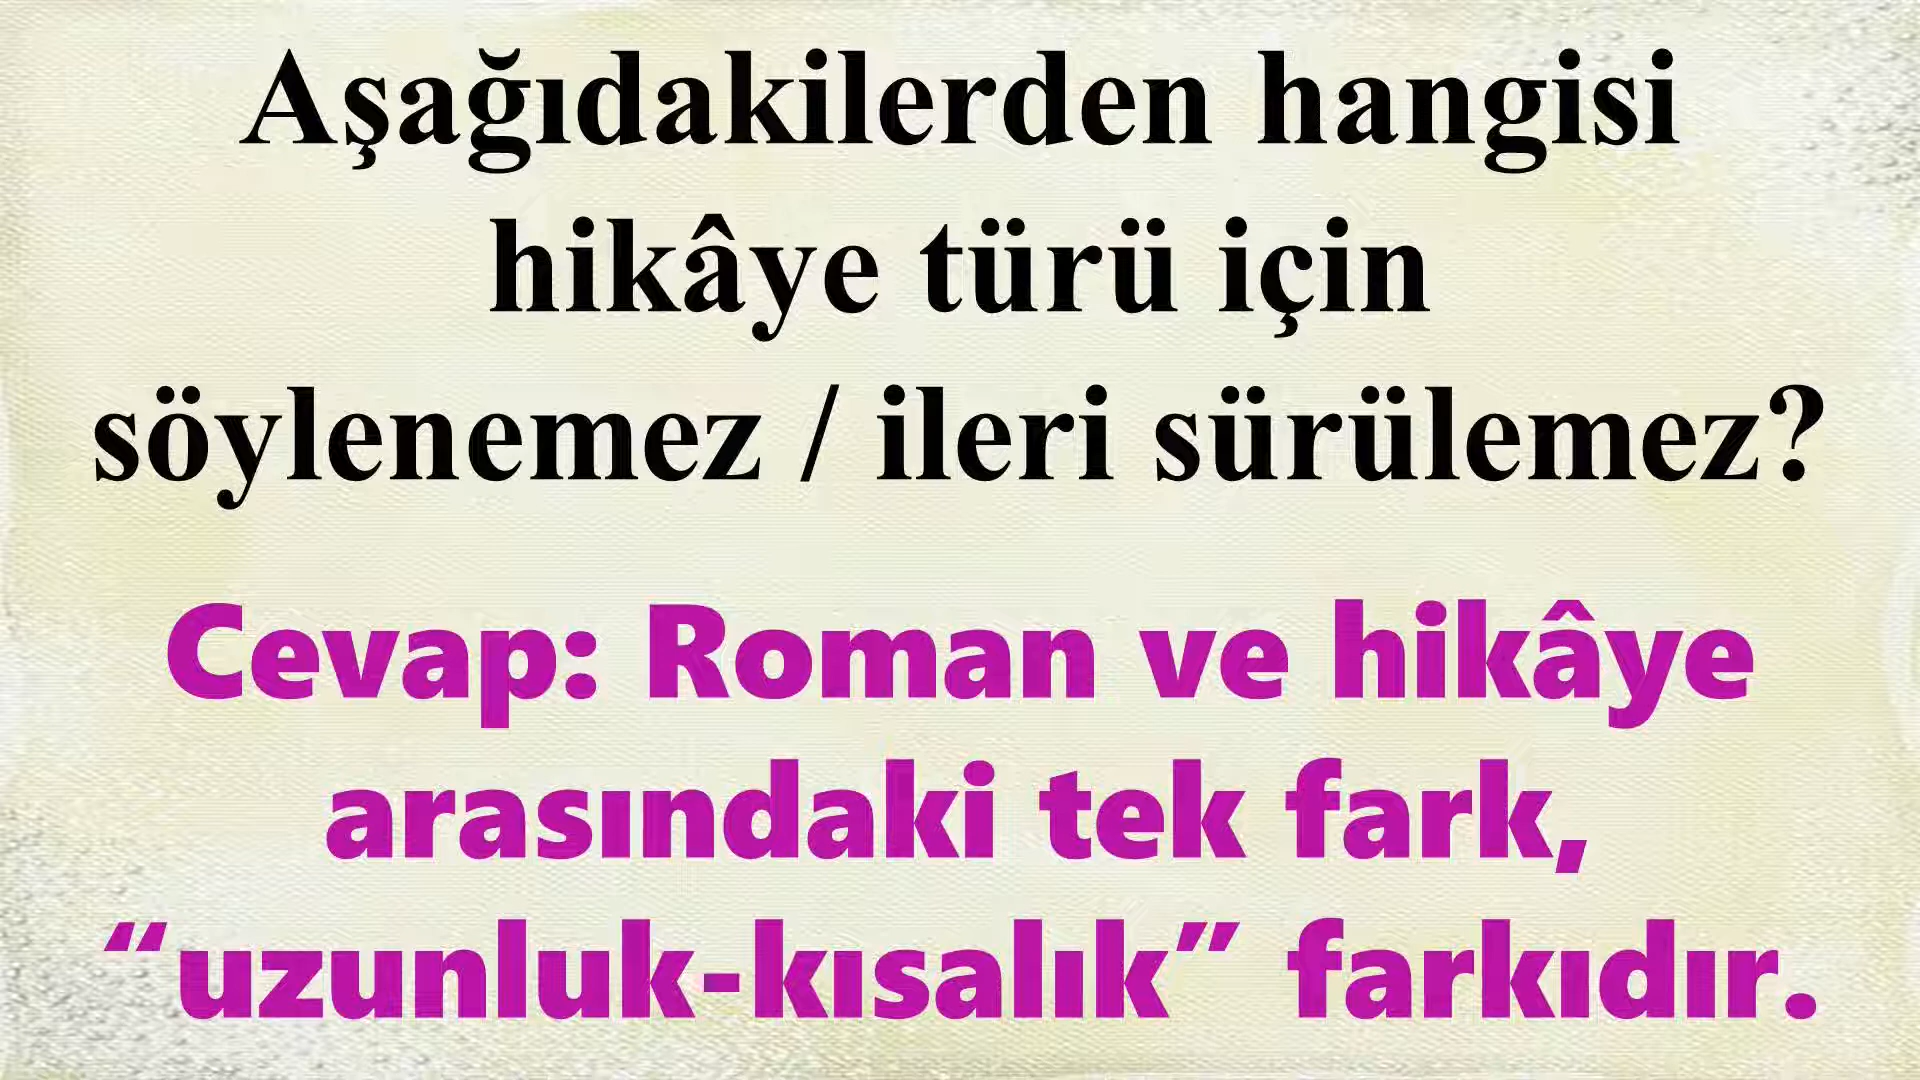 Aşağıdakilerden hangisi
hikâye türü için
söylenemez / ileri sürülemez?
Cevap: Roman ve hikâye
arasındaki tek fark,
“uzunluk-kısalık” farkıdır.